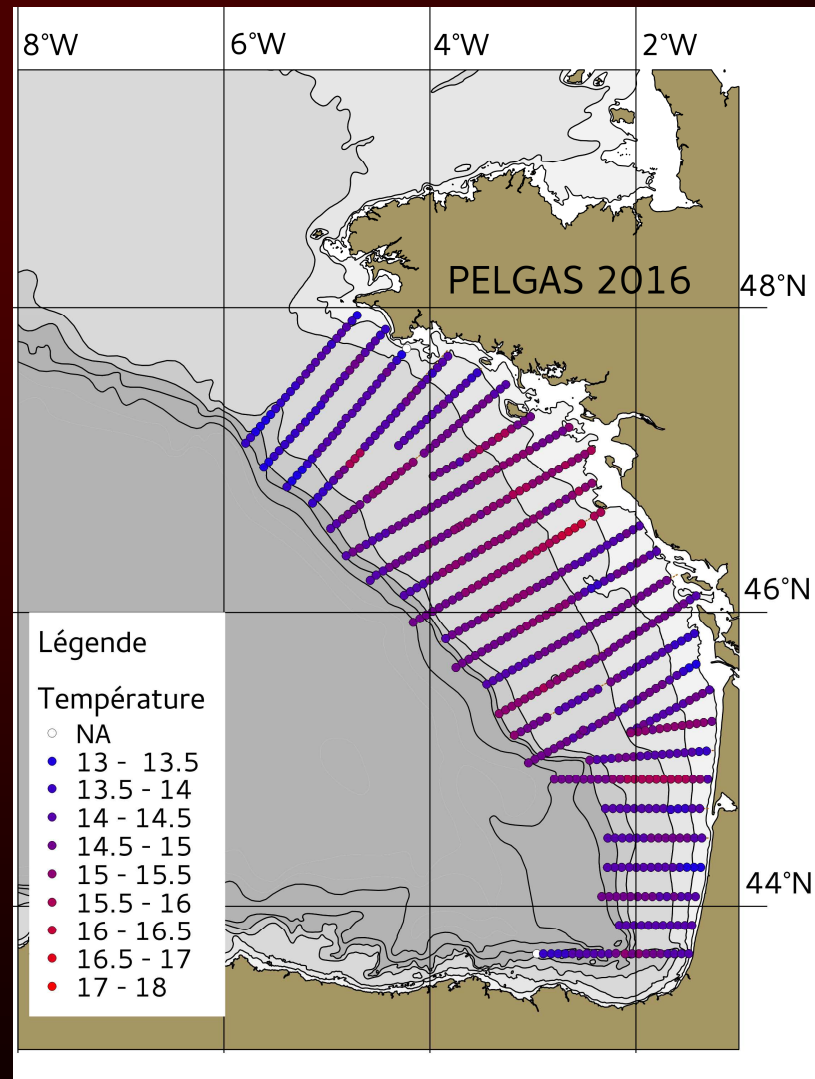 8°W 6°W 4°W 2°W
PELGAS 2016
48°N
46°N
Légende
Température
NA
13 - 13.5
13.5 - 14
14 - 14.5
14.5 - 15
15 - 15.5
15.5 - 16
16 - 16.5
16.5 - 17
17 - 18
44°N